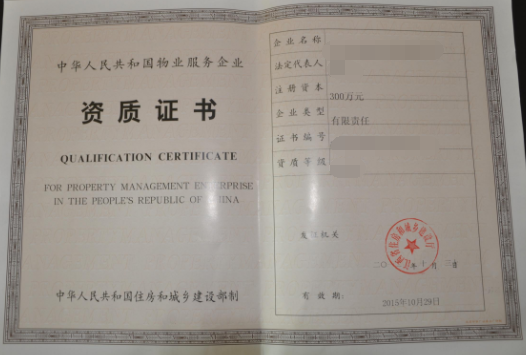 中华人民共和国物业服务企业
资质证书
QUALIFICATION CERTIFICATE
FOR PROPERTY MANAGEMENT ENTERPRISE
IN THE PEOPLE'S REPUBLIC OF CHINA
中华人民共和国住房和城乡建设部制
企业名称
法定代表人
注册资本
300万元
企业类型
有限责任
证书编号
资质等级
发证机关
有效期:
2015年10月29日